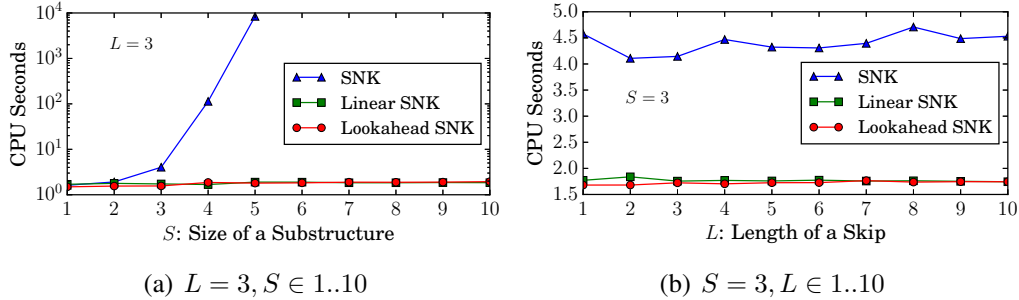 10^4
10^3
10^2
10^1
10^0
CPU Seconds
L = 3
SNK
Linear SNK
Lookahead SNK
1 2 3 4 5 6 7 8 9 10
S: Size of a Substructure
(a) L = 3, S ∈ 1..10
5.0
4.5
4.0
3.5
3.0
2.5
2.0
1.5
CPU Seconds
S = 3
SNK
Linear SNK
Lookahead SNK
1 2 3 4 5 6 7 8 9 10
L: Length of a Skip
(b) S = 3, L ∈ 1..10